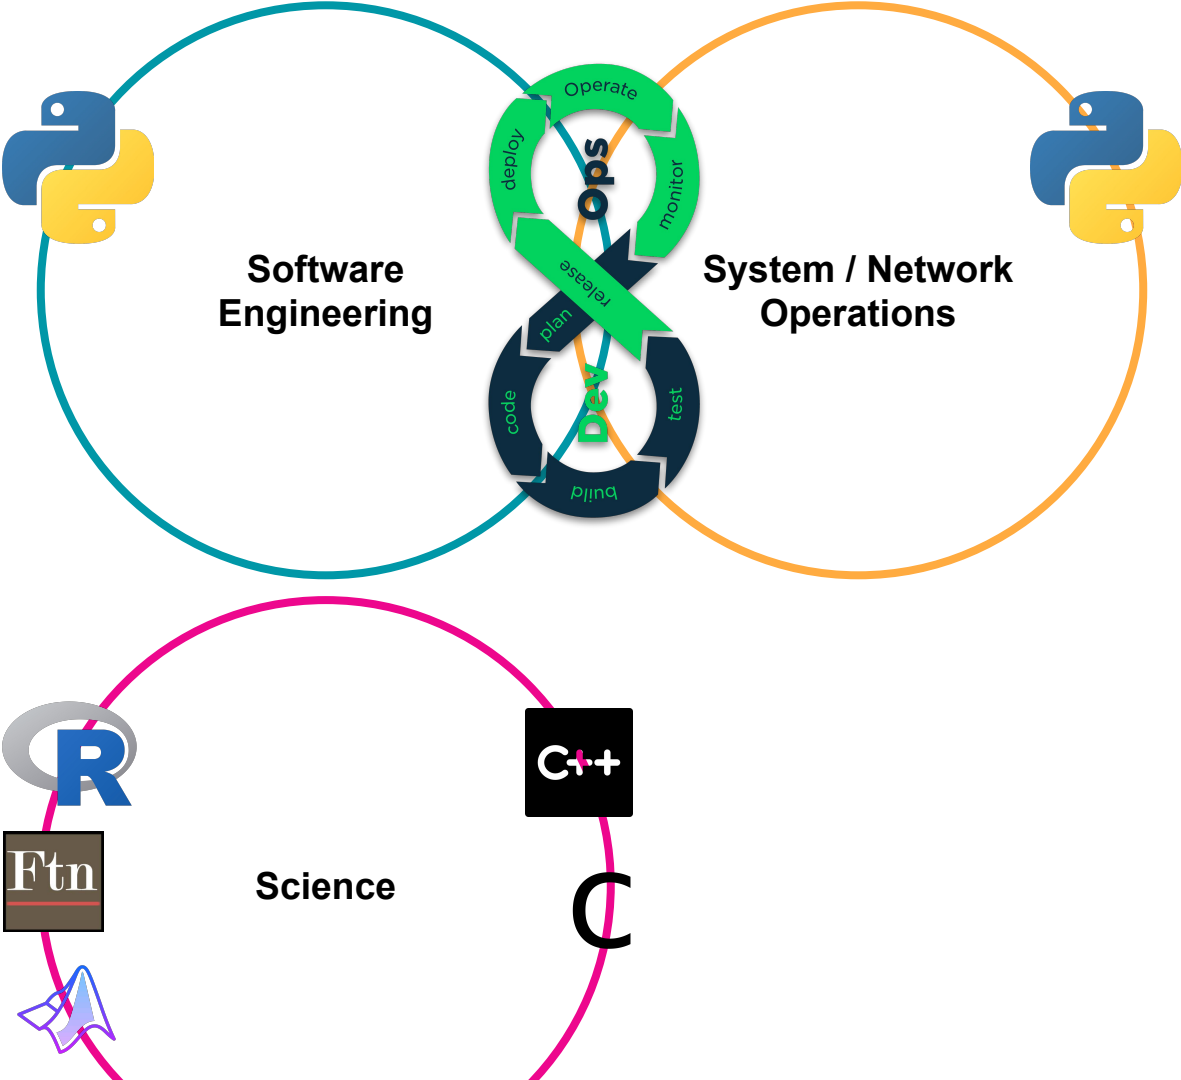 Operate
deploy
Ops
monitor
Software
Engineering
System / Network
Operations
release
plan
Dev
code
test
build
R
C++
Ftn
Science
C